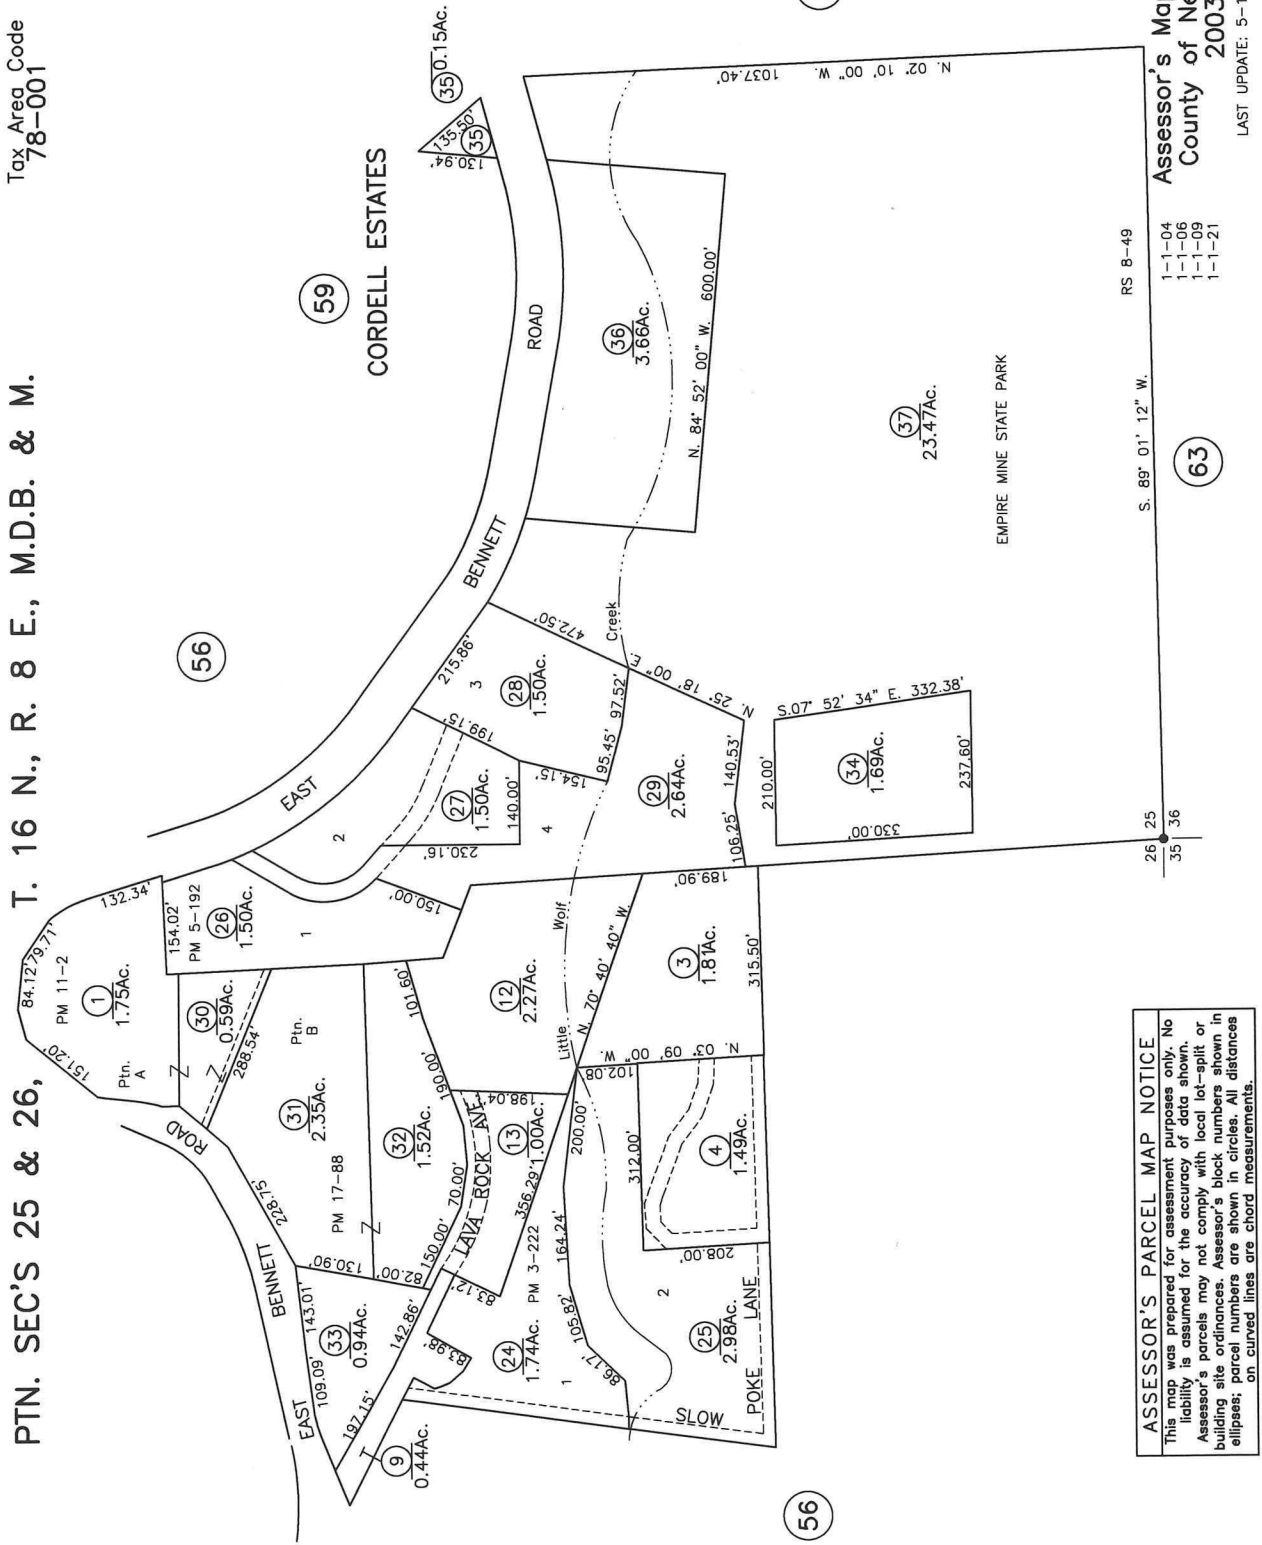 PTN. SEC'S 25 & 26, T. 16 N., R. 8 E., M.D.B. & M.
Tax Area Code
78-001
56
59
CORDELL ESTATES
35 0.15Ac.
35
135.50'
130.94'
EAST BENNETT ROAD
84.12'
79.71'
132.34'
151.20'
PM 11-2
1
1.75Ac.
Ptn.
A
154.02'
PM 5-192
26
1.50Ac.
1
30
0.59Ac.
288.54'
Ptn.
B
31
2.35Ac.
PM 17-88
228.75'
130.90'
32
1.52Ac.
82.00'
150.00'
70.00'
190.00'
101.60'
EAST BENNETT ROAD
143.01'
109.09'
33
0.94Ac.
142.86'
197.15'
9
0.44Ac.
LAVA ROCK AVE.
198.04'
13
1.00Ac.
356.29'
83.12'
83.98'
PM 3-222
24
1.74Ac.
1
86.17'
105.82'
164.24'
200.00'
12
2.27Ac.
Little Wolf Creek
N. 70° 40' 40" W.
150.00'
2
230.16'
27
1.50Ac.
140.00'
199.15'
154.15'
215.86'
3
28
1.50Ac.
472.50'
97.52'
95.45'
N. 25° 18' 00" E.
4
29
2.64Ac.
140.53'
106.25'
189.90'
3
1.81Ac.
315.50'
N. 03° 09' 00" W.
102.08
312.00'
4
1.49Ac.
208.00'
2
25
2.98Ac.
SLOW POKE LANE
210.00'
S.07° 52' 34" E. 332.38'
34
1.69Ac.
330.00'
237.60'
36
3.66Ac.
N. 84° 52' 00" W. 600.00'
N. 02° 10' 00" W. 1037.40'
37
23.47Ac.
EMPIRE MINE STATE PARK
S. 89° 01' 12" W.
RS 8-49
26 25
35 36
63
56
ASSESSOR'S PARCEL MAP NOTICE
This map was prepared for assessment purposes only. No
liability is assumed for the accuracy of data shown.
Assessor's parcels may not comply with local lot-split or
building site ordinances. Assessor's block numbers shown in
ellipses; parcel numbers are shown in circles. All distances
on curved lines are chord measurements.
1-1-04
1-1-06
1-1-09
1-1-21
Assessor's Ma
County of Ne
2003
LAST UPDATE: 5-1